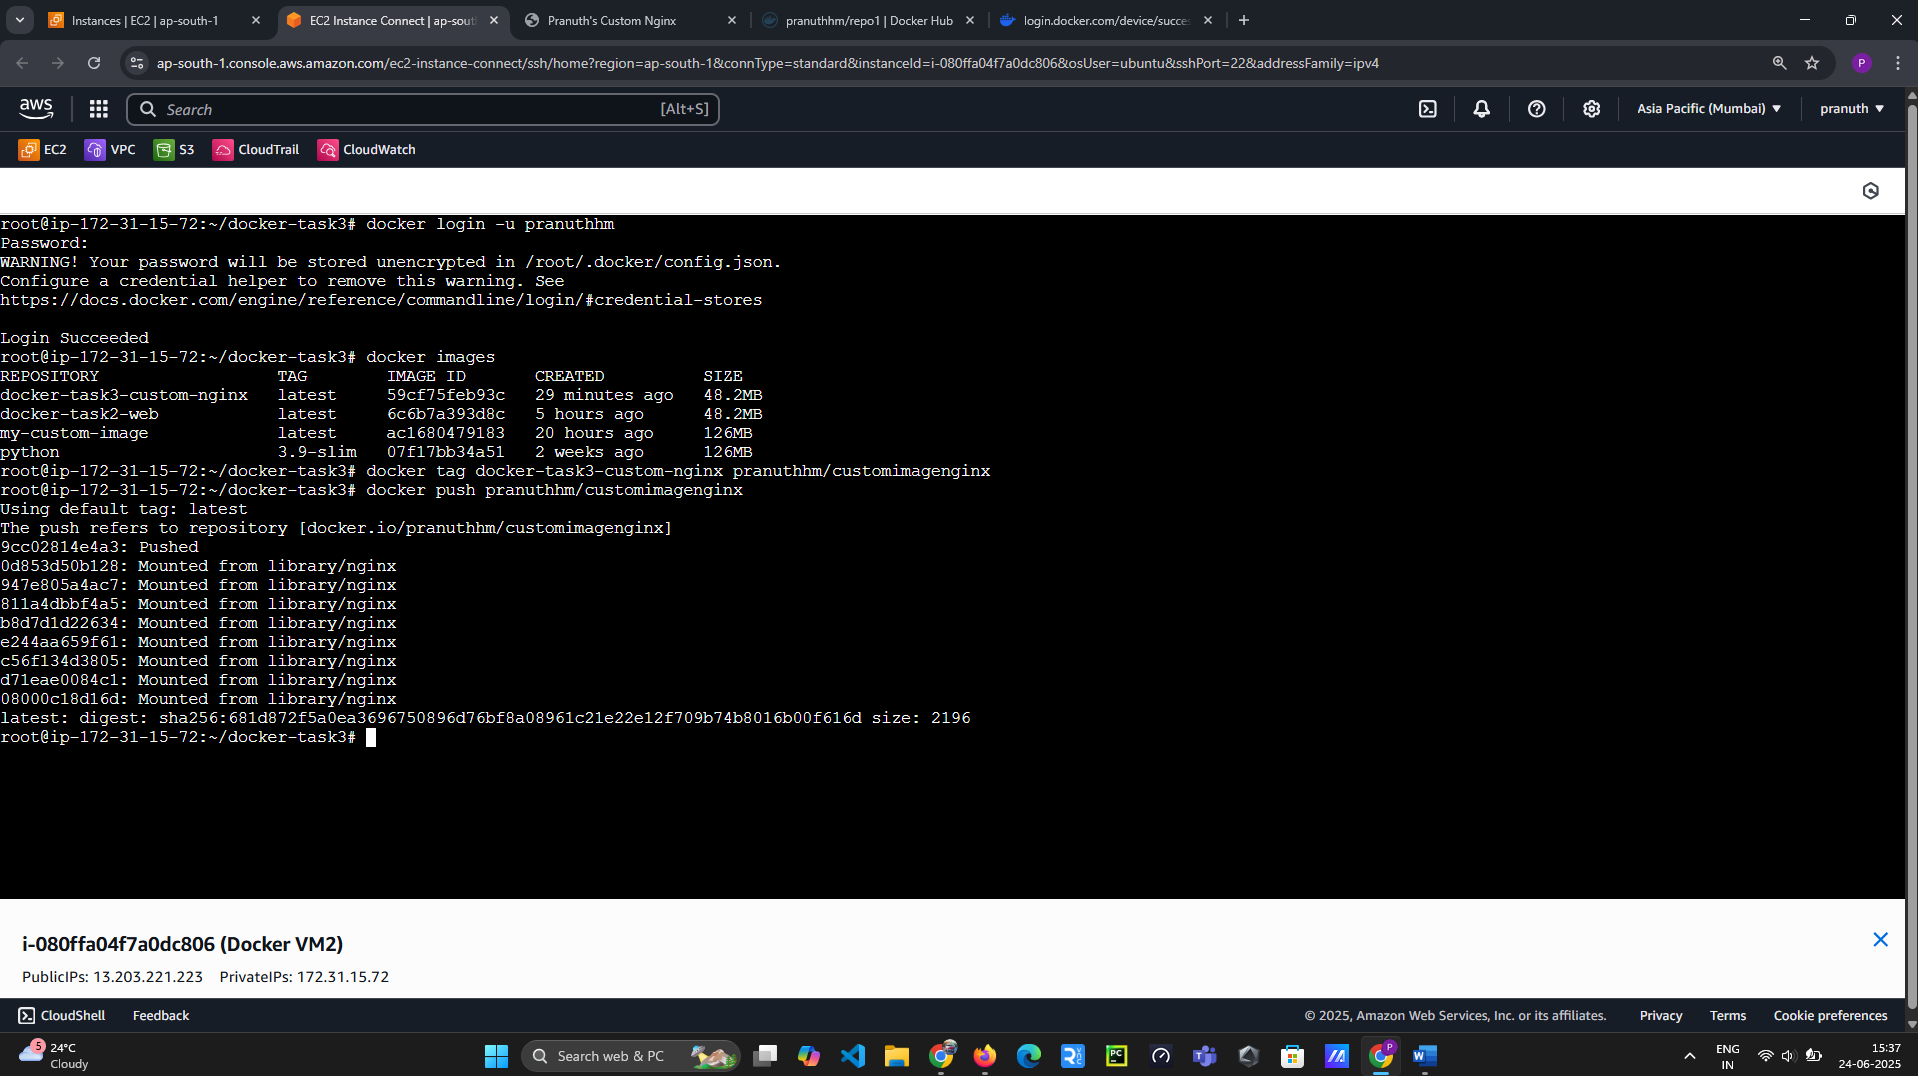 Instances | EC2 | ap-south-1
EC2 Instance Connect | ap-sout
Pranuth's Custom Nginx
pranuthhm/repo1 | Docker Hub
login.docker.com/device/succe
ap-south-1.console.aws.amazon.com/ec2-instance-connect/ssh/home?region=ap-south-1&connType=standard&instanceId=i-080ffa04f7a0dc806&osUser=ubuntu&sshPort=22&addressFamily=ipv4
P
aws
Search
[Alt+S]
Asia Pacific (Mumbai)
pranuth
EC2
VPC
S3
CloudTrail
CloudWatch
root@ip-172-31-15-72:~/docker-task3# docker login -u pranuthhm
Password:
WARNING! Your password will be stored unencrypted in /root/.docker/config.json.
Configure a credential helper to remove this warning. See
https://docs.docker.com/engine/reference/commandline/login/#credential-stores
Login Succeeded
root@ip-172-31-15-72:~/docker-task3# docker images
REPOSITORY TAG IMAGE ID CREATED SIZE
docker-task3-custom-nginx latest 59cf75feb93c 29 minutes ago 48.2MB
docker-task2-web latest 6c6b7a393d8c 5 hours ago 48.2MB
my-custom-image latest ac1680479183 20 hours ago 126MB
python 3.9-slim 07f17bb34a51 2 weeks ago 126MB
root@ip-172-31-15-72:~/docker-task3# docker tag docker-task3-custom-nginx pranuthhm/customimagenginx
root@ip-172-31-15-72:~/docker-task3# docker push pranuthhm/customimagenginx
Using default tag: latest
The push refers to repository [docker.io/pranuthhm/customimagenginx]
9cc02814e4a3: Pushed
0d853d50b128: Mounted from library/nginx
947e805a4ac7: Mounted from library/nginx
811a4dbbf4a5: Mounted from library/nginx
b8d7d1d22634: Mounted from library/nginx
e244aa659f61: Mounted from library/nginx
c56f134d3805: Mounted from library/nginx
d71eae0084c1: Mounted from library/nginx
08000c18d16d: Mounted from library/nginx
latest: digest: sha256:681d872f5a0ea3696750896d76bf8a08961c21e22e12f709b74b8016b00f616d size: 2196
root@ip-172-31-15-72:~/docker-task3#
i-080ffa04f7a0dc806 (Docker VM2)
PublicIPs: 13.203.221.223 PrivateIPs: 172.31.15.72
CloudShell
Feedback
© 2025, Amazon Web Services, Inc. or its affiliates.
Privacy
Terms
Cookie preferences
5
24°C
Cloudy
Search web & PC
ENG
IN
15:37
24-06-2025